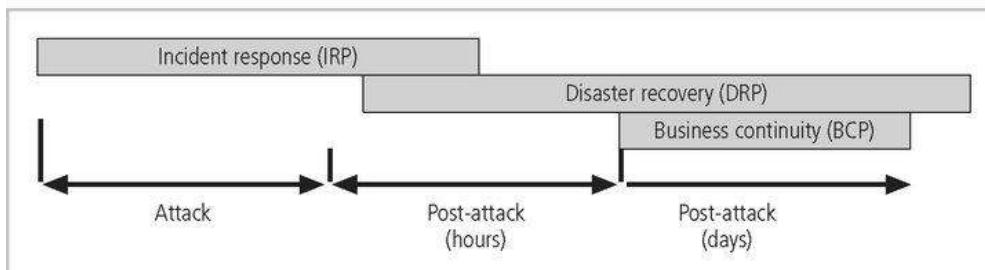 Incident response (IRP)
Disaster recovery (DRP)
Business continuity (BCP)
Attack
Post-attack
(hours)
Post-attack
(days)